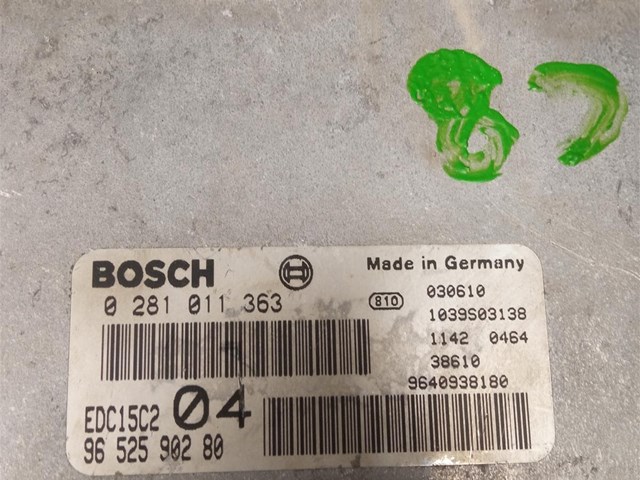 BOSCH
Made in Germany
0 281 011 363
810
030610
1039S03138
1142 0464
38610
9640938180
EDC15C2 04
96 525 902 80